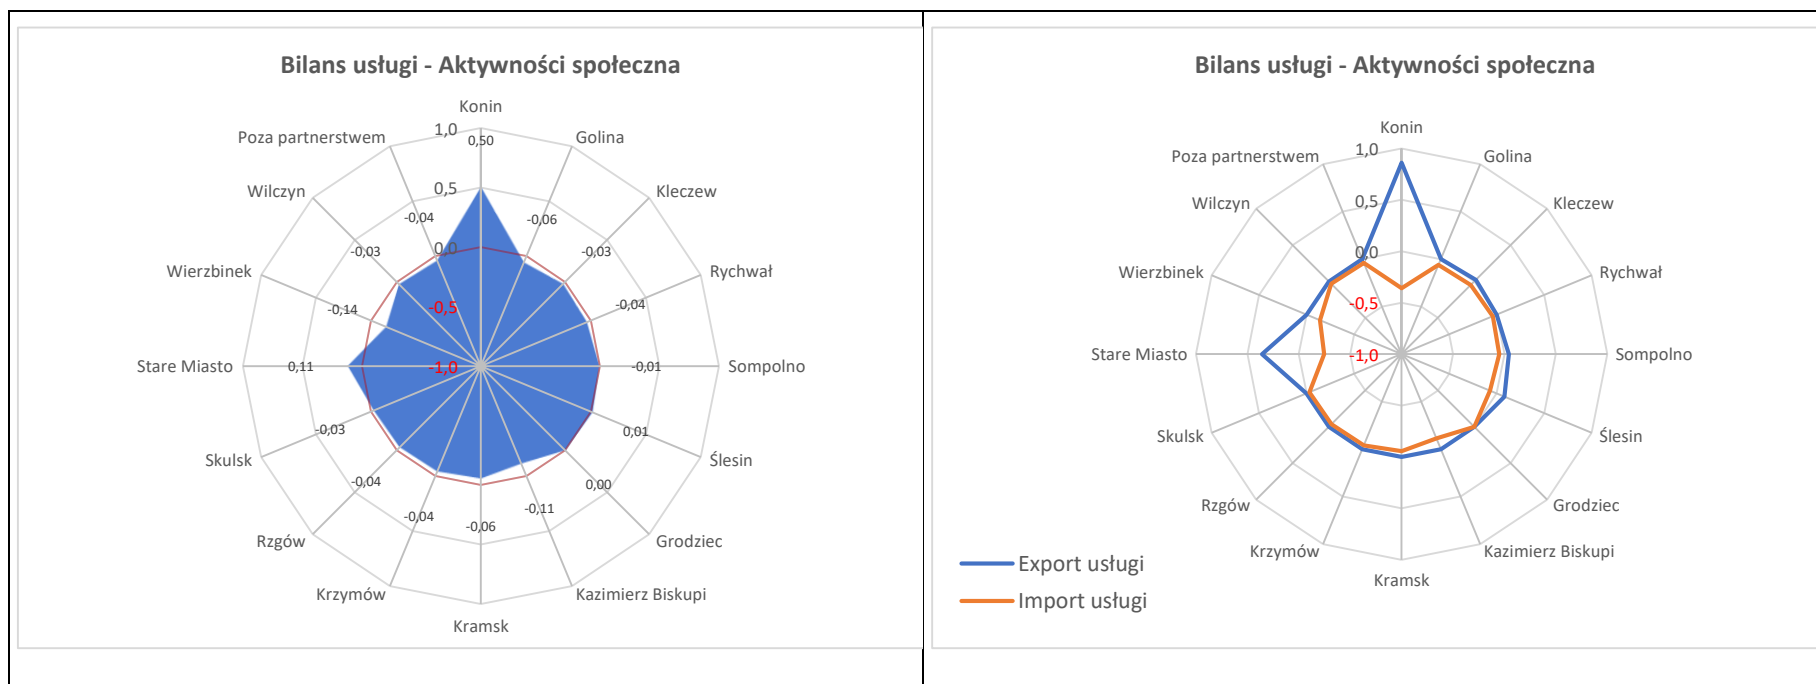 Bilans usługi - Aktywności społeczna
Konin
1,0
0,50
Poza partnerstwem
Golina
Wilczyn
Kleczew
0,5
-0,04
-0,06
-0,03
0,0
-0,03
Wierzbinek
Rychwał
-0,14
-0,5
-0,04
Stare Miasto
0,11
-1,0
-0,01
Sompolno
-0,03
0,01
Skulsk
Ślesin
-0,04
0,00
-0,04
-0,11
-0,06
Rzgów
Grodziec
Krzymów
Kazimierz Biskupi
Kramsk
Bilans usługi - Aktywności społeczna
Konin
1,0
Poza partnerstwem
Golina
Wilczyn
Kleczew
0,5
0,0
Wierzbinek
Rychwał
-0,5
Stare Miasto
-1,0
Sompolno
Skulsk
Ślesin
Rzgów
Grodziec
Krzymów
Kazimierz Biskupi
Kramsk
Export usługi
Import usługi